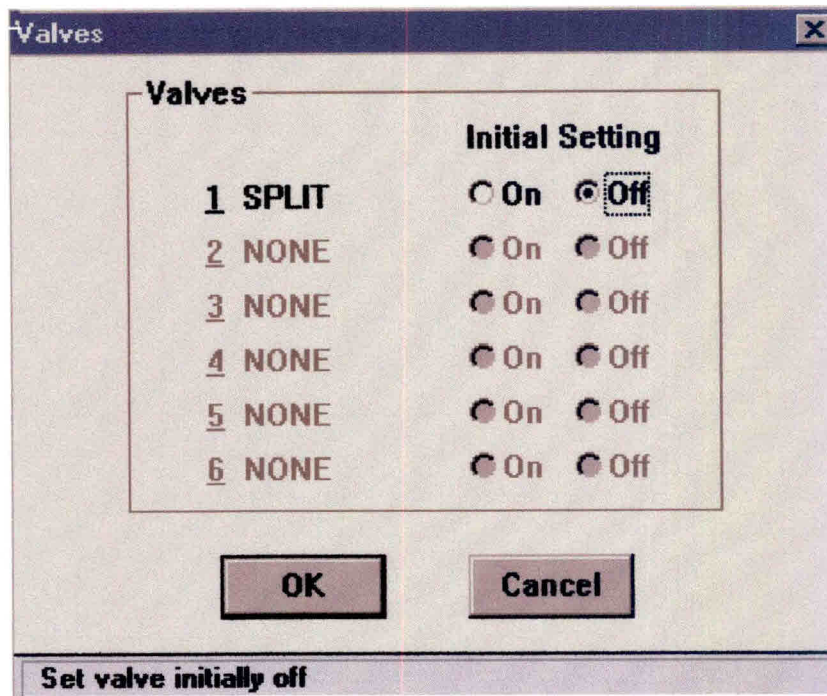 Valves
Valves
Initial Setting
1 SPLIT On Off
2 NONE On Off
3 NONE On Off
4 NONE On Off
5 NONE On Off
6 NONE On Off
OK Cancel
Set valve initially off